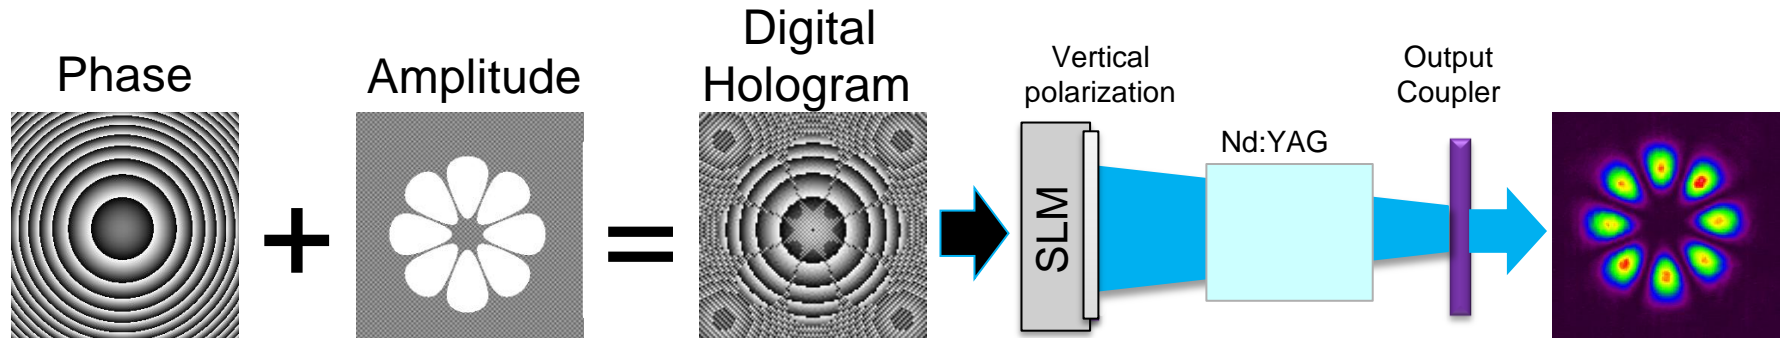 Phase
+
Amplitude
=
Digital
Hologram
Vertical
polarization
SLM
Nd:YAG
Output
Coupler